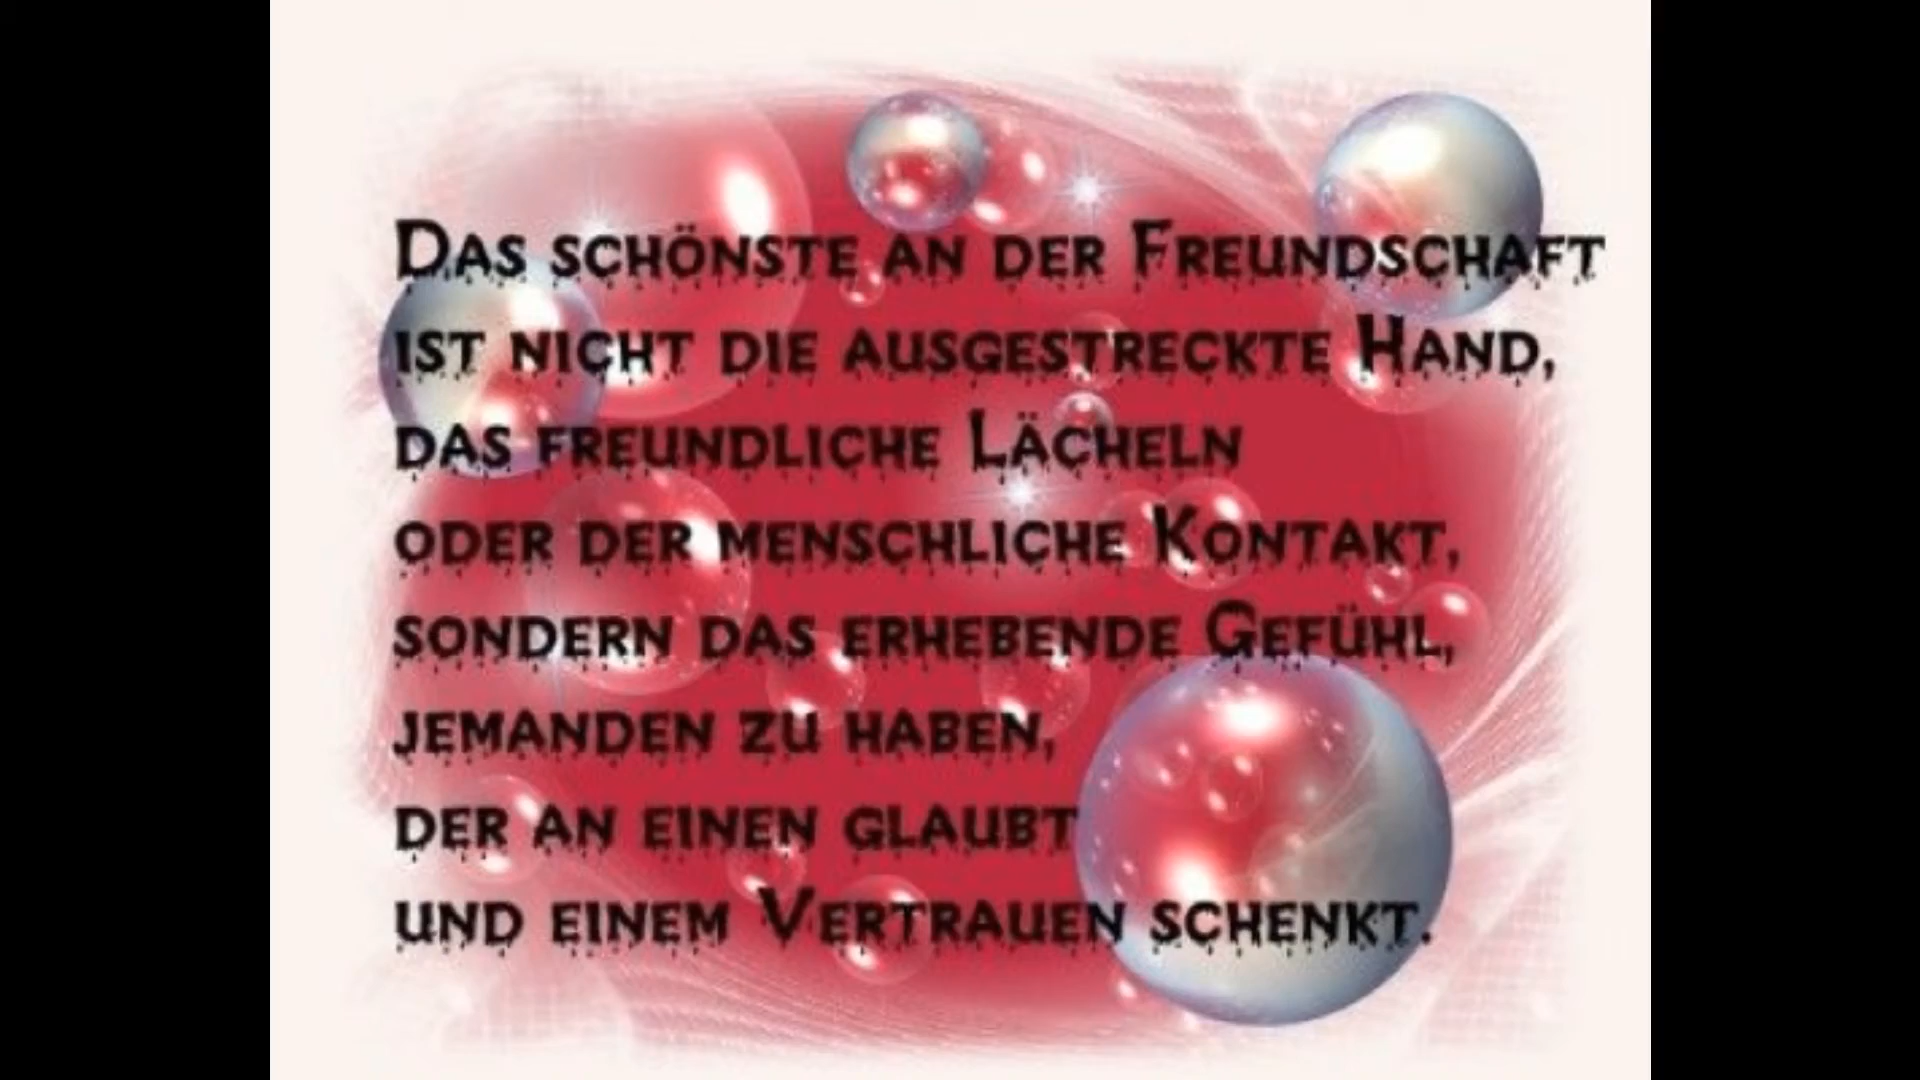 Das schönste an der Freundschaft
ist nicht die ausgestreckte Hand,
das freundliche Lächeln
oder der menschliche Kontakt,
sondern das erhebende Gefühl,
jemanden zu haben,
der an einen glaubt
und einem Vertrauen schenkt.